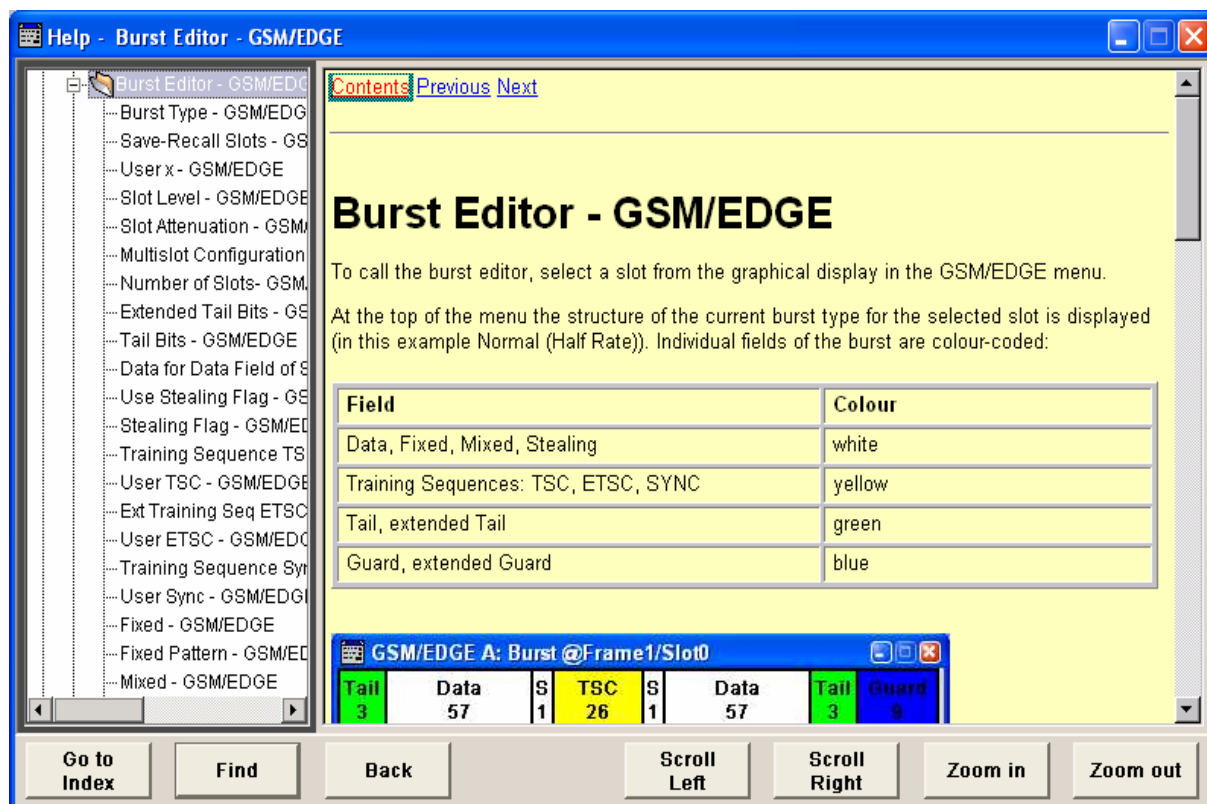 Help - Burst Editor - GSM/EDGE
Burst Editor - GSM/EDG
Burst Type - GSM/EDG
Save-Recall Slots - GS
User x - GSM/EDGE
Slot Level - GSM/EDGE
Slot Attenuation - GSM/
Multislot Configuration
Number of Slots- GSM/
Extended Tail Bits - GS
Tail Bits - GSM/EDGE
Data for Data Field of S
Use Stealing Flag - GS
Stealing Flag - GSM/ED
Training Sequence TS
User TSC - GSM/EDGE
Ext Training Seq ETSC
User ETSC - GSM/EDG
Training Sequence Syn
User Sync - GSM/EDGE
Fixed - GSM/EDGE
Fixed Pattern - GSM/ED
Mixed - GSM/EDGE
Contents Previous Next
Burst Editor - GSM/EDGE
To call the burst editor, select a slot from the graphical display in the GSM/EDGE menu.
At the top of the menu the structure of the current burst type for the selected slot is displayed
(in this example Normal (Half Rate)). Individual fields of the burst are colour-coded:
Field Colour
Data, Fixed, Mixed, Stealing white
Training Sequences: TSC, ETSC, SYNC yellow
Tail, extended Tail green
Guard, extended Guard blue
GSM/EDGE A: Burst @Frame1/Slot0
Tail Data S TSC S Data Tail Guard
3 57 1 26 1 57 3 9
Go to
Index
Find
Back
Scroll
Left
Scroll
Right
Zoom in
Zoom out